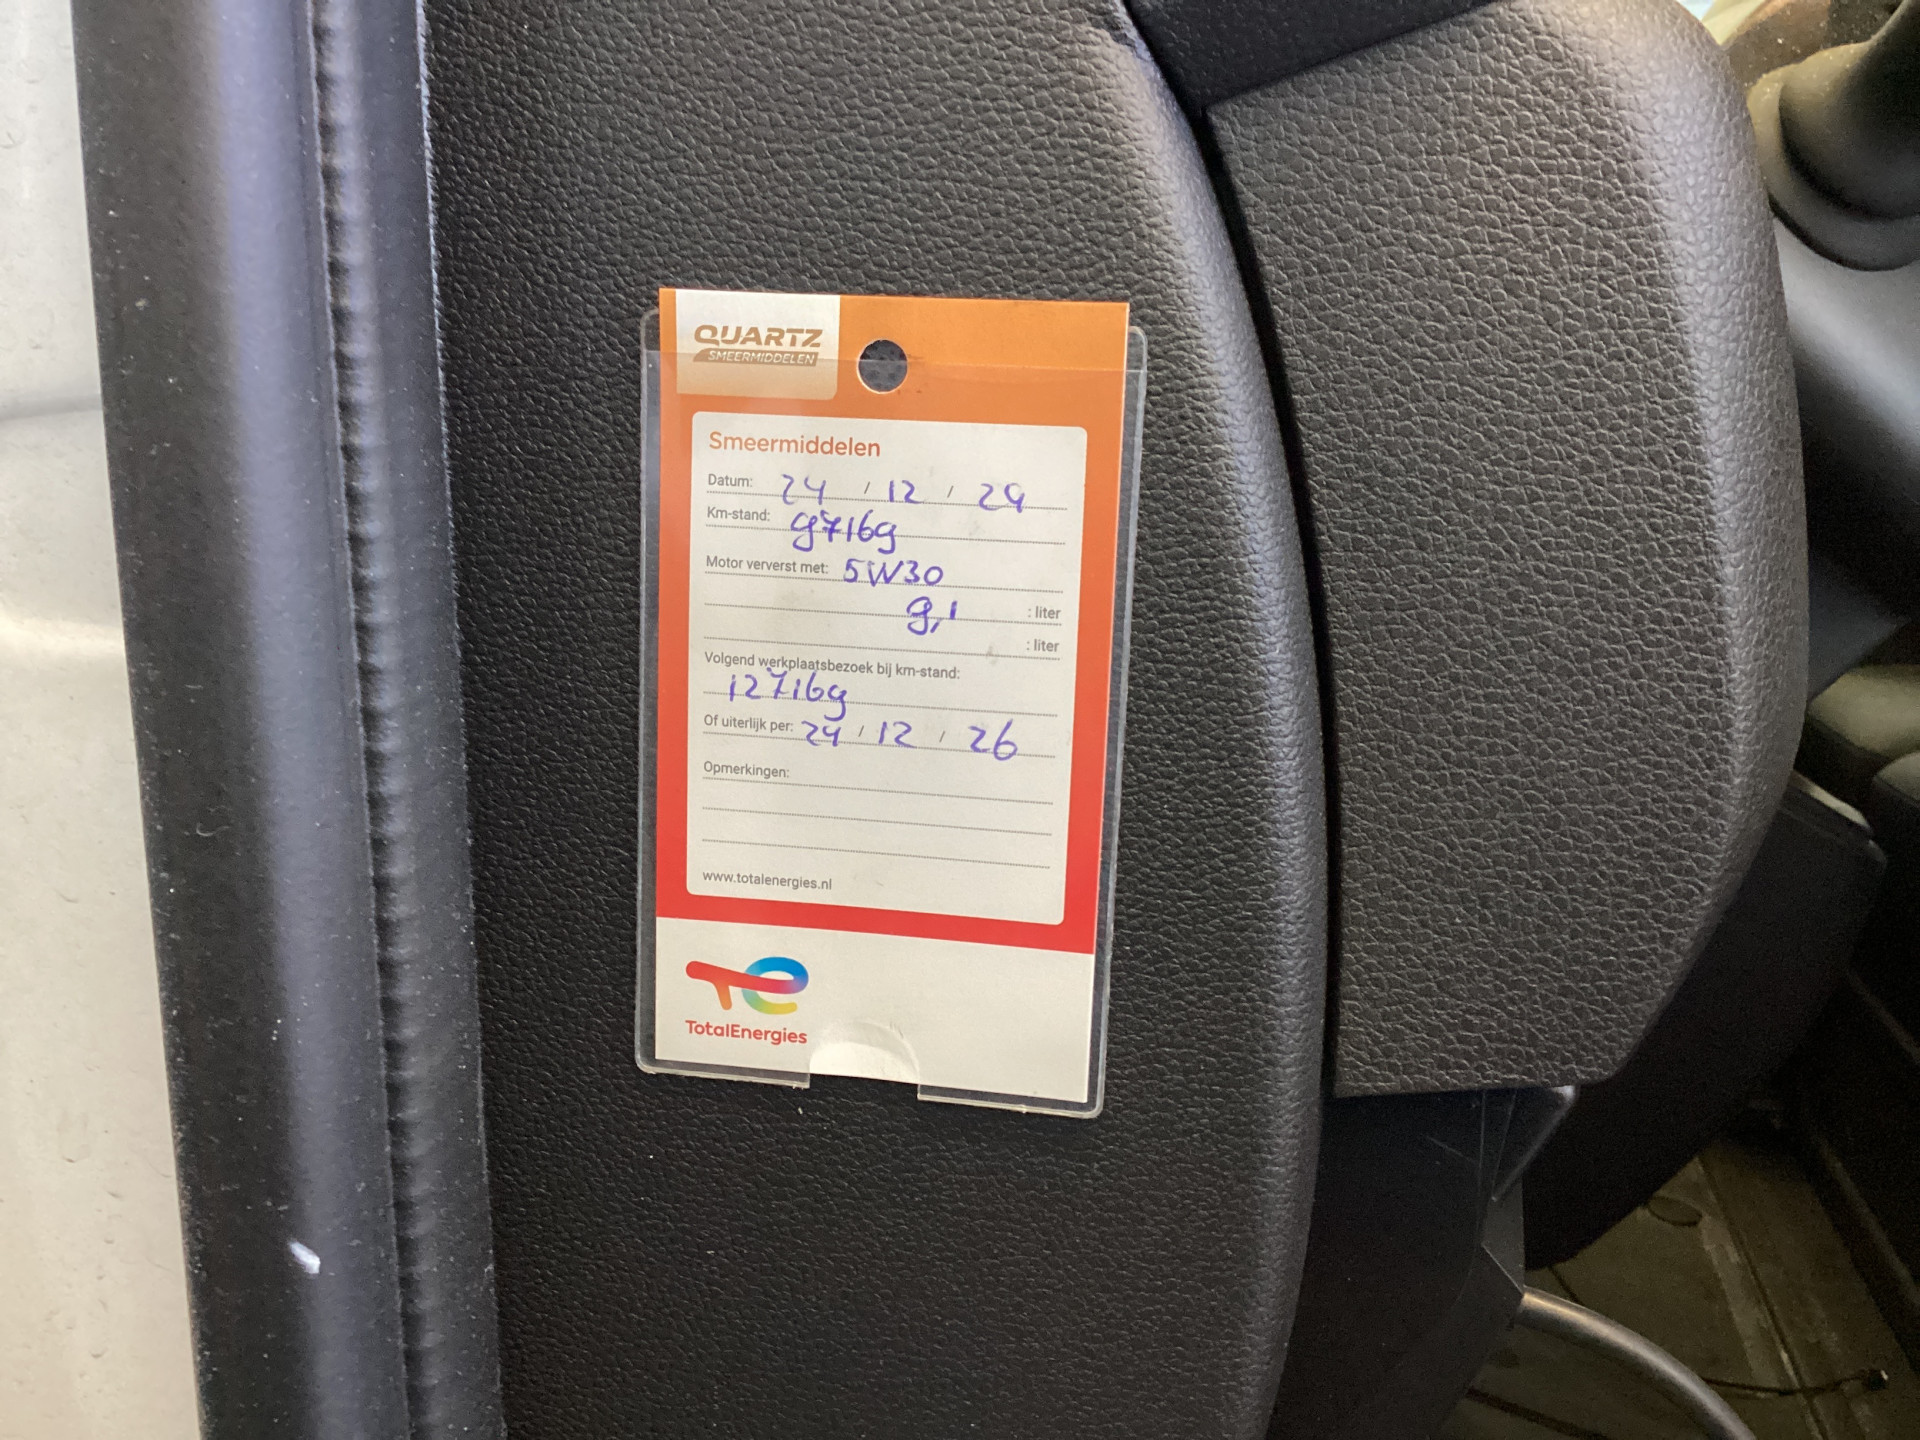 QUARTZ
SMEERMIDDELEN
Smeermiddelen
Datum: 24 / 12 / 24
Km-stand: 97169
Motor ververst met: 5W30
9,1 : liter
: liter
Volgend werkplaatsbezoek bij km-stand:
127169
Of uiterlijk per: 24 / 12 / 26
Opmerkingen:
www.totalenergies.nl
TotalEnergies